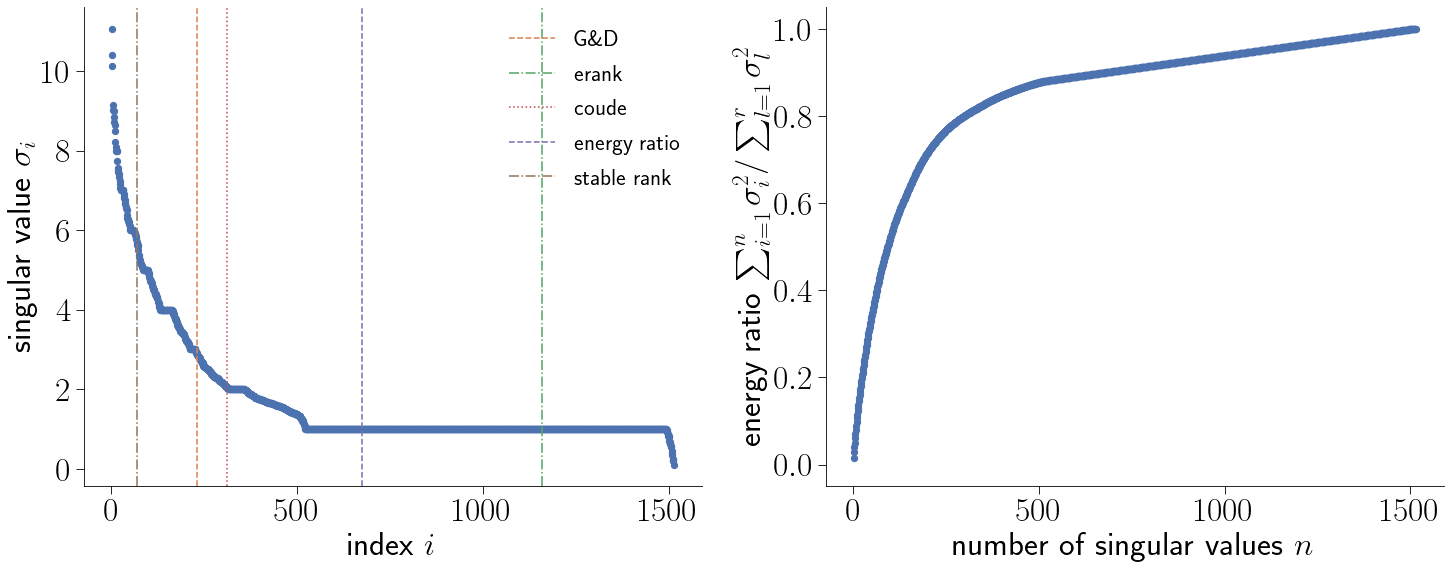 10
8
6
4
2
0
singular value σ_i
0 500 1000 1500
index i
G&D
erank
coude
energy ratio
stable rank
1.0
0.8
0.6
0.4
0.2
0.0
energy ratio ∑_{i=1}^{n} σ_i^2 / ∑_{l=1}^{r} σ_l^2
0 500 1000 1500
number of singular values n